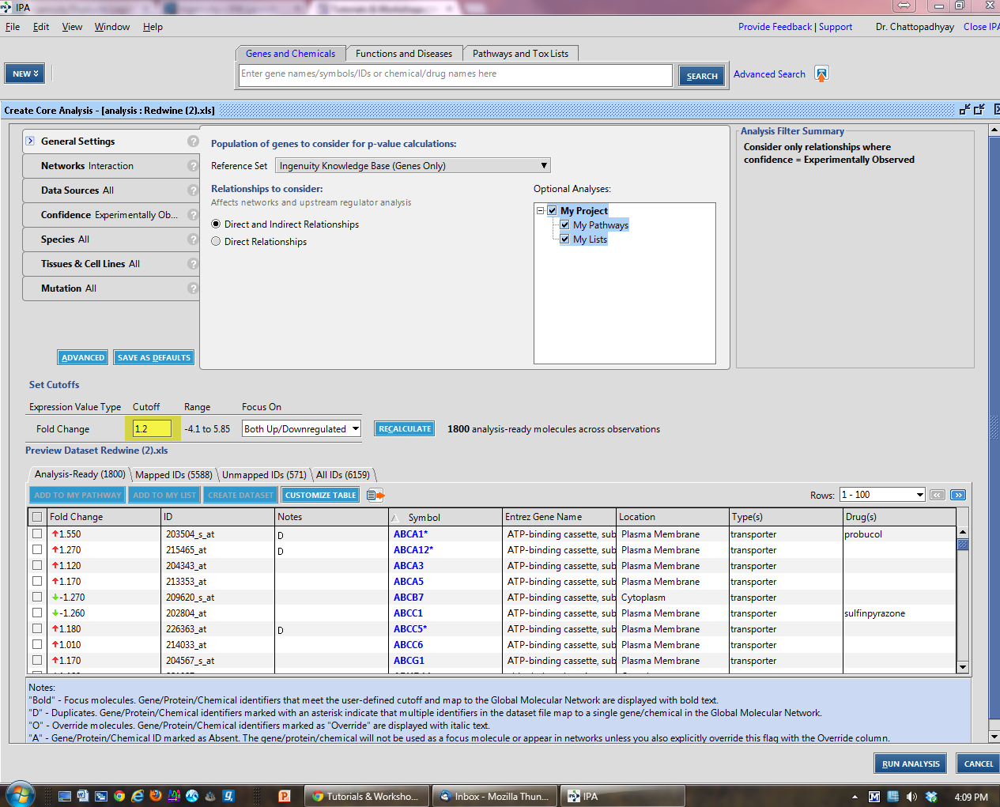 IPA
File Edit View Window Help
Provide Feedback | Support Dr. Chattopadhyay Close IPA
Genes and Chemicals Functions and Diseases Pathways and Tox Lists
NEW
Enter gene names/symbols/IDs or chemical/drug names here
SEARCH
Advanced Search
Create Core Analysis - [analysis : Redwine (2).xls]
General Settings ?
Networks Interaction ?
Data Sources All ?
Confidence Experimentally Ob... ?
Species All ?
Tissues & Cell Lines All ?
Mutation All ?
ADVANCED SAVE AS DEFAULTS
Population of genes to consider for p-value calculations:
Reference Set Ingenuity Knowledge Base (Genes Only)
Relationships to consider:
Affects networks and upstream regulator analysis
Direct and Indirect Relationships
Direct Relationships
Optional Analyses:
My Project
My Pathways
My Lists
Analysis Filter Summary
Consider only relationships where
confidence = Experimentally Observed
Set Cutoffs
Expression Value Type Cutoff Range Focus On
Fold Change 1.2 -4.1 to 5.85 Both Up/Downregulated RECALCULATE 1800 analysis-ready molecules across observations
Preview Dataset Redwine (2).xls
Analysis-Ready (1800) Mapped IDs (5588) Unmapped IDs (571) All IDs (6159)
ADD TO MY PATHWAY ADD TO MY LIST CREATE DATASET CUSTOMIZE TABLE Rows: 1 - 100
Fold Change ID Notes Symbol Entrez Gene Name Location Type(s) Drug(s)
1.550 203504_s_at D ABCA1* ATP-binding cassette, sub Plasma Membrane transporter probucol
1.270 215465_at D ABCA12* ATP-binding cassette, sub Plasma Membrane transporter
1.120 204343_at ABCA3 ATP-binding cassette, sub Plasma Membrane transporter
1.170 213353_at ABCA5 ATP-binding cassette, sub Plasma Membrane transporter
-1.270 209620_s_at ABCB7 ATP-binding cassette, sub Cytoplasm transporter
-1.260 202804_at ABCC1 ATP-binding cassette, sub Plasma Membrane transporter sulfinpyrazone
1.180 226363_at D ABCC5* ATP-binding cassette, sub Plasma Membrane transporter
1.010 214033_at ABCC6 ATP-binding cassette, sub Plasma Membrane transporter
1.170 204567_s_at ABCG1 ATP-binding cassette, sub Plasma Membrane transporter
Notes:
"Bold" - Focus molecules. Gene/Protein/Chemical identifiers that meet the user-defined cutoff and map to the Global Molecular Network are displayed with bold text.
"D" - Duplicates. Gene/Protein/Chemical identifiers marked with an asterisk indicate that multiple identifiers in the dataset file map to a single gene/chemical in the Global Molecular Network.
"O" - Override molecules. Gene/Protein/Chemical identifiers marked as "Override" are displayed with italic text.
"A" - Gene/Protein/Chemical ID marked as Absent. The gene/protein/chemical will not be used as a focus molecule or appear in networks unless you also explicitly override this flag with the Override column.
RUN ANALYSIS CANCEL
Tutorials & Worksho... Inbox - Mozilla Thun... IPA 4:09 PM